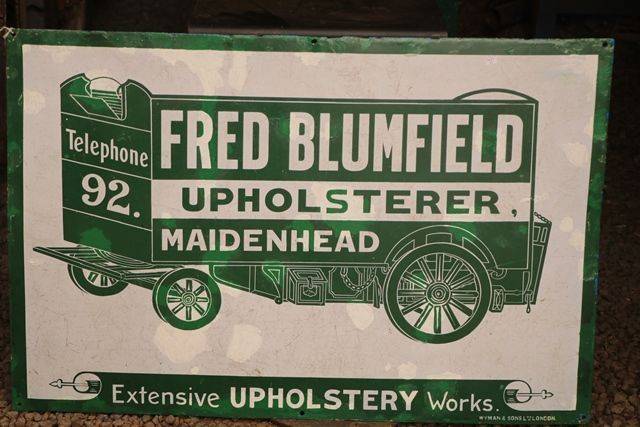 Telephone
92.
FRED BLUMFIELD
UPHOLSTERER,
MAIDENHEAD
Extensive UPHOLSTERY Works.
WYMAN & SONS LTD LONDON.